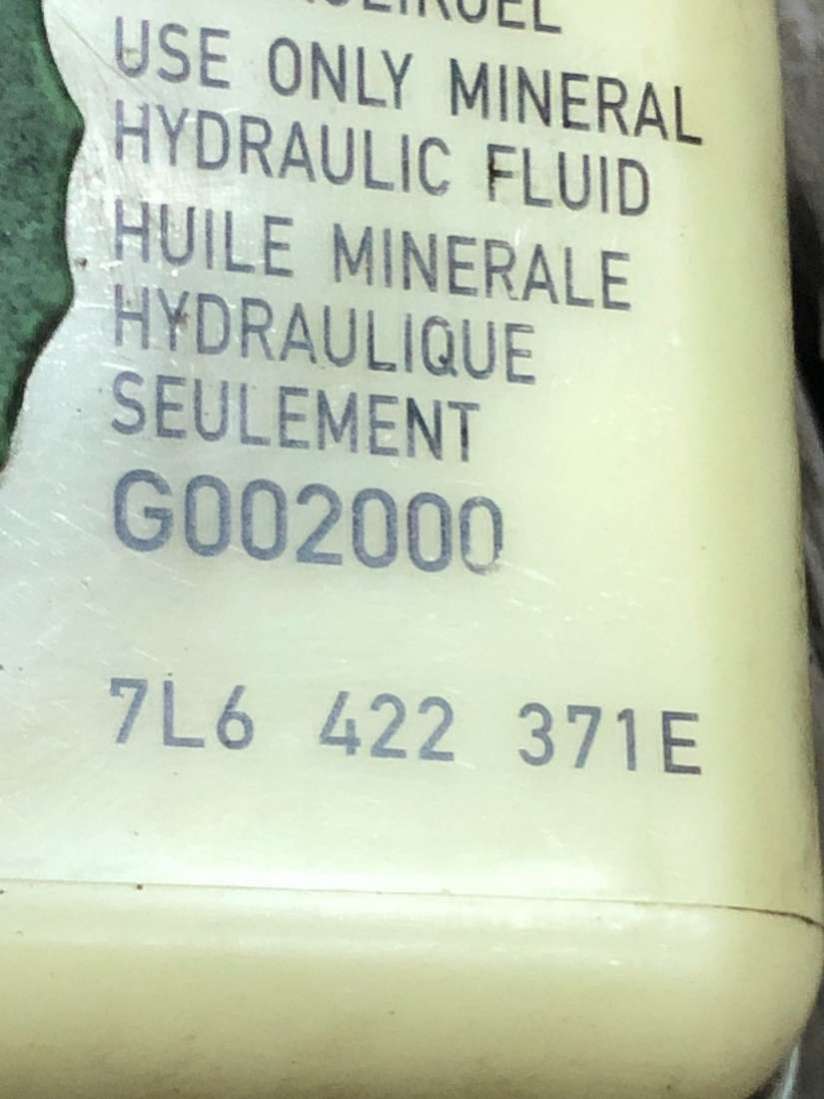 USE ONLY MINERAL
HYDRAULIC FLUID
HUILE MINERALE
HYDRAULIQUE
SEULEMENT
G002000
7L6 422 371E